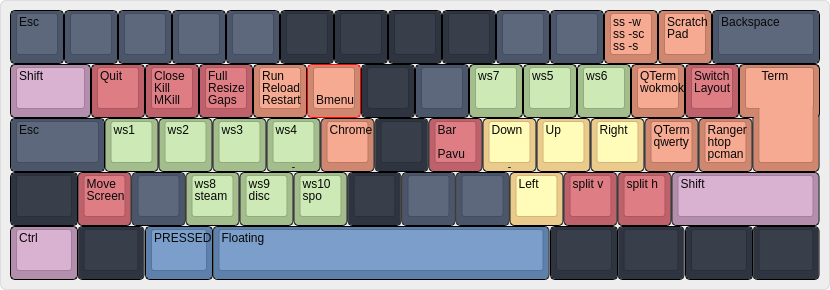 Esc
ss -w
ss -sc
ss -s
Scratch
Pad
Backspace
Shift
Quit
Close
Kill
MKill
Full
Resize
Gaps
Run
Reload
Restart
Bmenu
ws7
ws5
ws6
QTerm
wokmok
Switch
Layout
Term
Esc
ws1
ws2
ws3
ws4
-
Chrome
Bar
Pavu
Down
-
Up
Right
QTerm
qwerty
Ranger
htop
pcman
Move
Screen
ws8
steam
ws9
disc
ws10
spo
Left
split v
split h
Shift
Ctrl
PRESSED
Floating